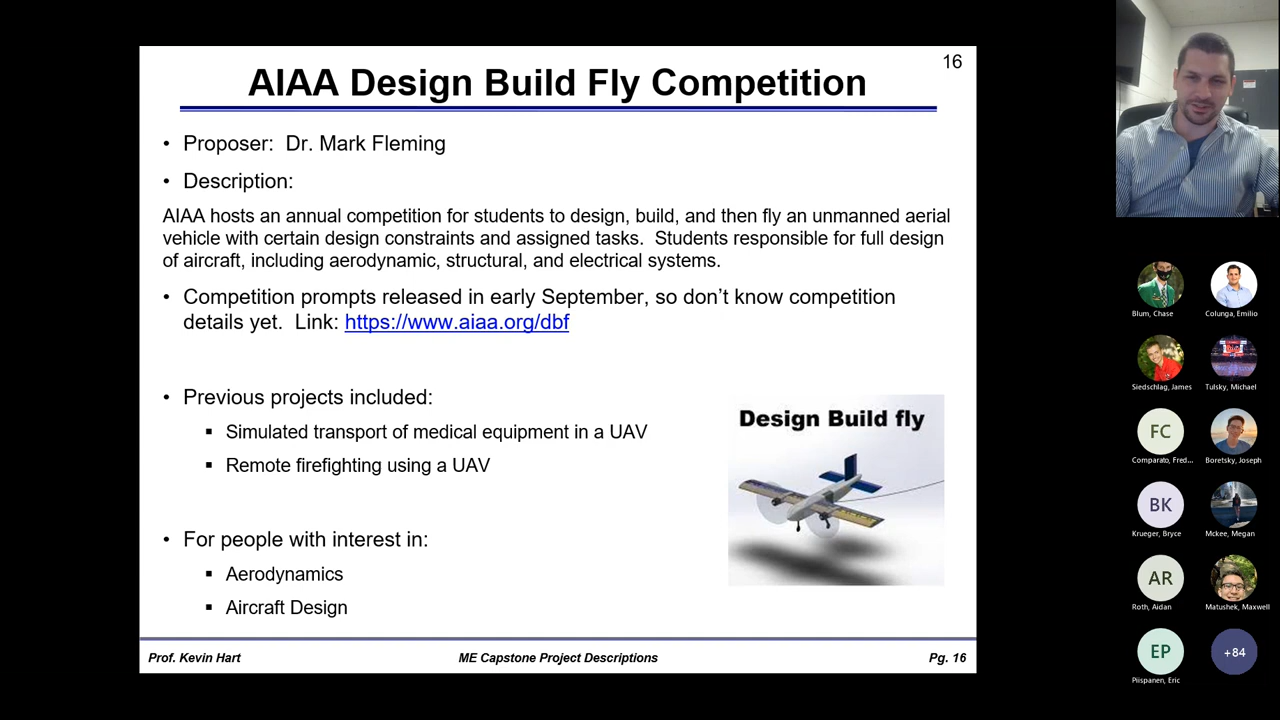 16
AIAA Design Build Fly Competition
• Proposer: Dr. Mark Fleming
• Description:
AIAA hosts an annual competition for students to design, build, and then fly an unmanned aerial
vehicle with certain design constraints and assigned tasks. Students responsible for full design
of aircraft, including aerodynamic, structural, and electrical systems.
• Competition prompts released in early September, so don't know competition
details yet. Link: https://www.aiaa.org/dbf
• Previous projects included:
▪ Simulated transport of medical equipment in a UAV
▪ Remote firefighting using a UAV
Design Build fly
• For people with interest in:
▪ Aerodynamics
▪ Aircraft Design
Prof. Kevin Hart ME Capstone Project Descriptions Pg. 16
Blum, Chase Colunga, Emilio
Siedschlag, James Tulsky, Michael
FC
Comparato, Fred... Boretsky, Joseph
BK
Krueger, Bryce Mckee, Megan
AR
Roth, Aidan Matushek, Maxwell
EP +84
Piispanen, Eric